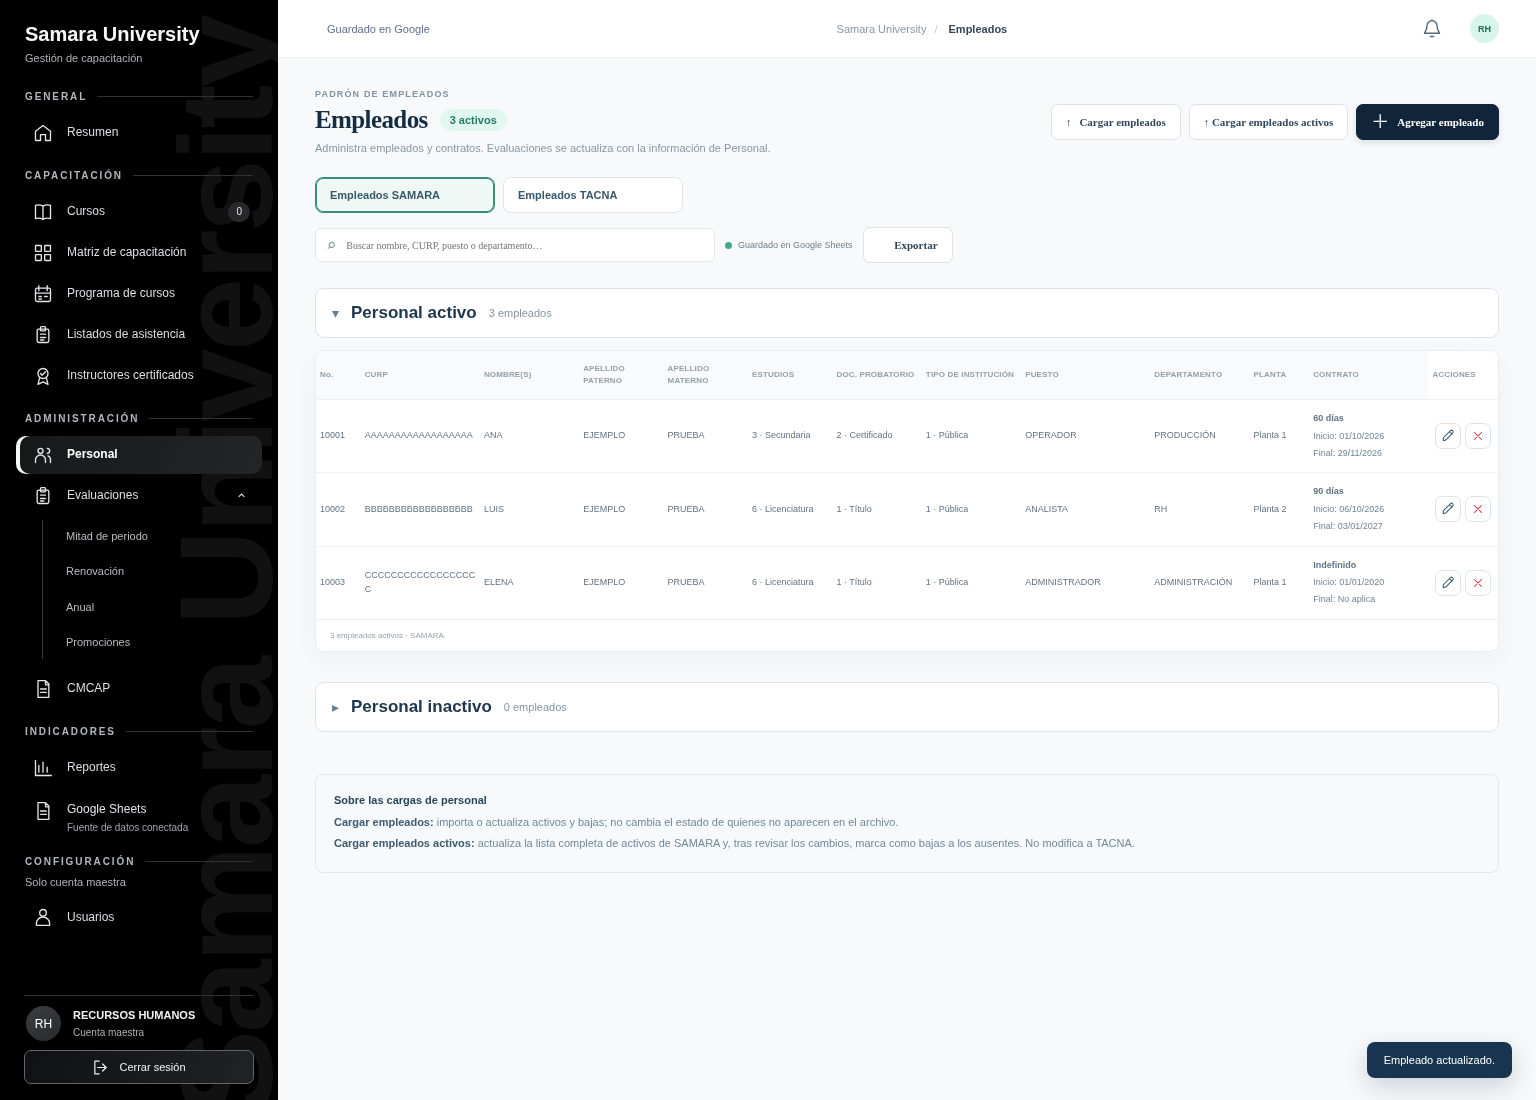 Samara University
Gestión de capacitación
GENERAL
Resumen
CAPACITACIÓN
Cursos 0
Matriz de capacitación
Programa de cursos
Listados de asistencia
Instructores certificados
ADMINISTRACIÓN
Personal
Evaluaciones
Mitad de periodo
Renovación
Anual
Promociones
CMCAP
INDICADORES
Reportes
Google Sheets
Fuente de datos conectada
CONFIGURACIÓN
Solo cuenta maestra
Usuarios
RH RECURSOS HUMANOS
Cuenta maestra
Cerrar sesión
Samara University
Guardado en Google
Samara University / Empleados
RH
PADRÓN DE EMPLEADOS
Empleados 3 activos
Administra empleados y contratos. Evaluaciones se actualiza con la información de Personal.
↑ Cargar empleados
↑ Cargar empleados activos
Agregar empleado
Empleados SAMARA
Empleados TACNA
Buscar nombre, CURP, puesto o departamento…
Guardado en Google Sheets
Exportar
▾ Personal activo 3 empleados
No. CURP NOMBRE(S) APELLIDO PATERNO APELLIDO MATERNO ESTUDIOS DOC. PROBATORIO TIPO DE INSTITUCIÓN PUESTO DEPARTAMENTO PLANTA CONTRATO ACCIONES
10001 AAAAAAAAAAAAAAAAAA ANA EJEMPLO PRUEBA 3 · Secundaria 2 · Certificado 1 · Pública OPERADOR PRODUCCIÓN Planta 1 60 días
Inicio: 01/10/2026
Final: 29/11/2026
10002 BBBBBBBBBBBBBBBBBB LUIS EJEMPLO PRUEBA 6 · Licenciatura 1 · Título 1 · Pública ANALISTA RH Planta 2 90 días
Inicio: 06/10/2026
Final: 03/01/2027
10003 CCCCCCCCCCCCCCCCC
C ELENA EJEMPLO PRUEBA 6 · Licenciatura 1 · Título 1 · Pública ADMINISTRADOR ADMINISTRACIÓN Planta 1 Indefinido
Inicio: 01/01/2020
Final: No aplica
3 empleados activos · SAMARA
▸ Personal inactivo 0 empleados
Sobre las cargas de personal
Cargar empleados: importa o actualiza activos y bajas; no cambia el estado de quienes no aparecen en el archivo.
Cargar empleados activos: actualiza la lista completa de activos de SAMARA y, tras revisar los cambios, marca como bajas a los ausentes. No modifica a TACNA.
Empleado actualizado.